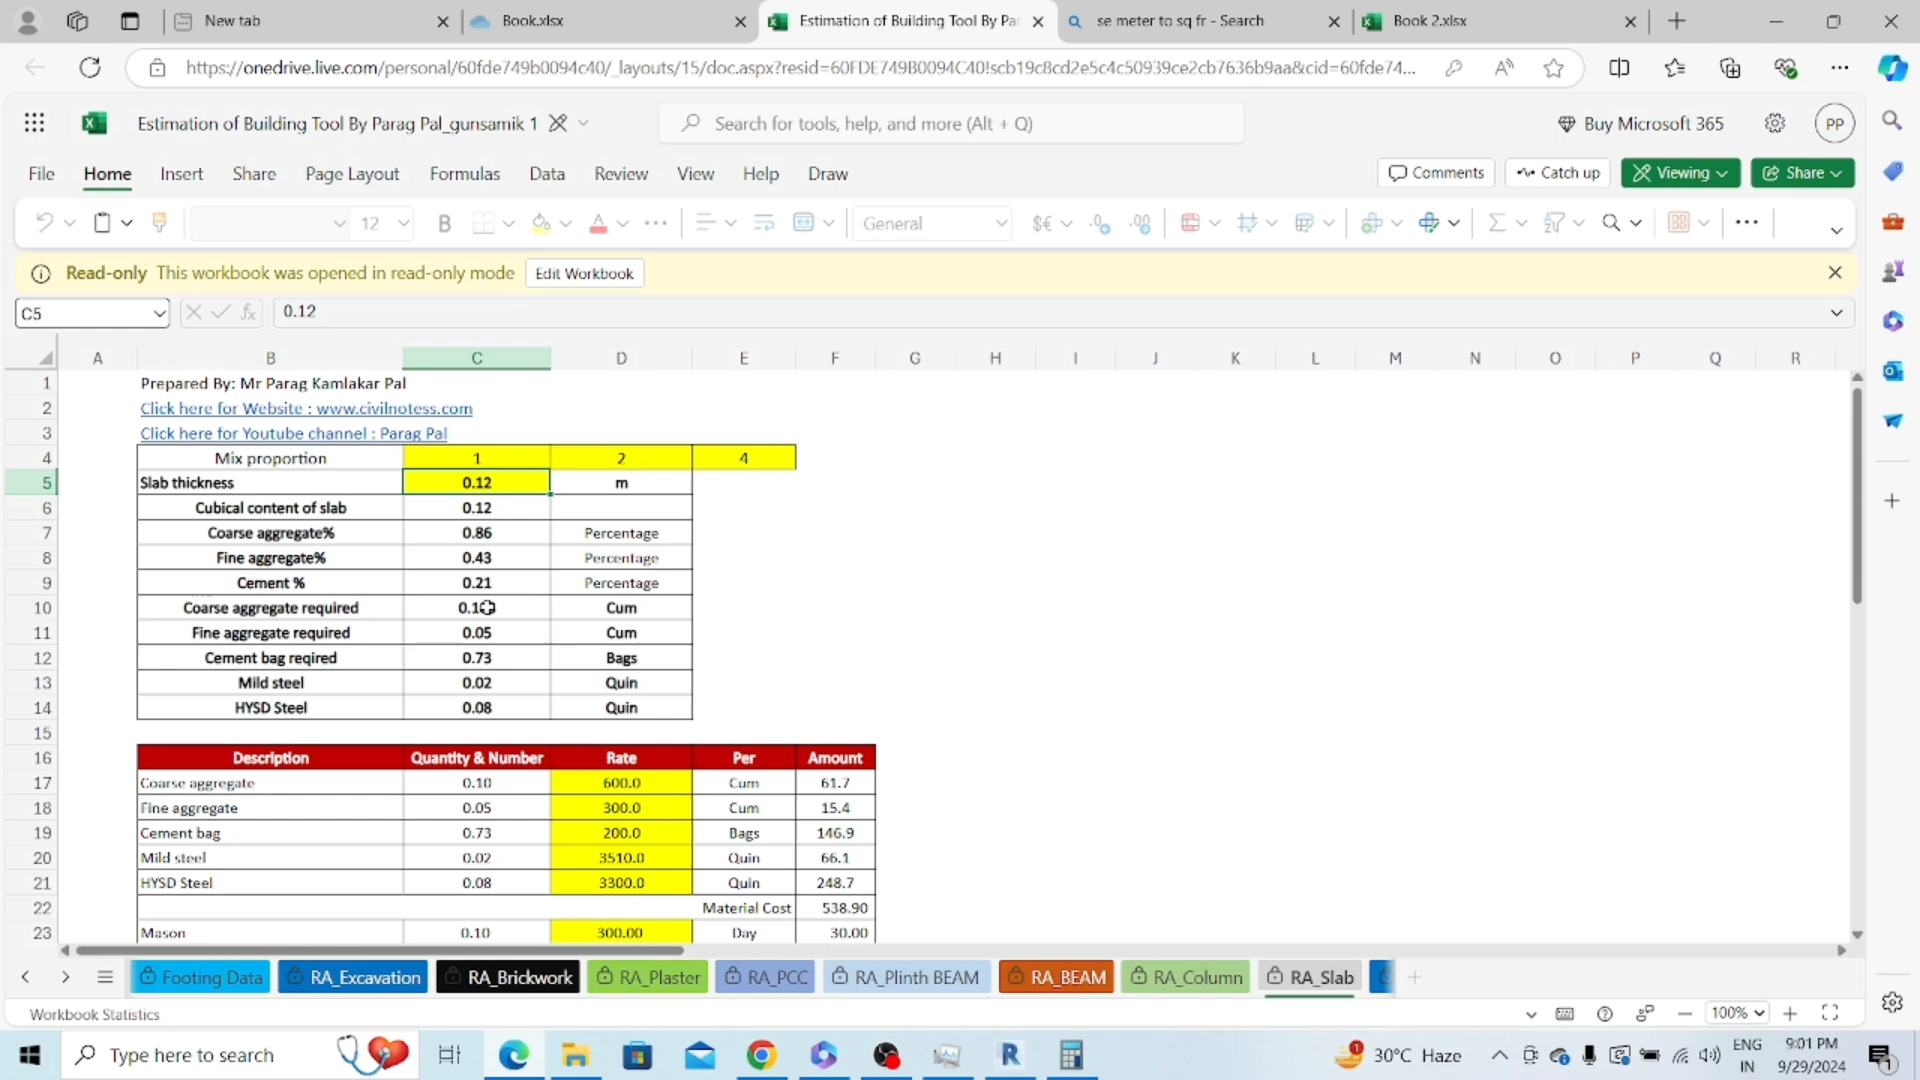 New tab
Book.xlsx
Estimation of Building Tool By Par
se meter to sq fr - Search
Book 2.xlsx
https://onedrive.live.com/personal/60fde749b0094c40/_layouts/15/doc.aspx?resid=60FDE749B0094C40!scb19c8cd2e5c4c50939ce2cb7636b9aa&cid=60fde74...
Estimation of Building Tool By Parag Pal_gunsamik 1
Search for tools, help, and more (Alt + Q)
Buy Microsoft 365
PP
File Home Insert Share Page Layout Formulas Data Review View Help Draw
Comments Catch up Viewing Share
12 B A General $€
Read-only This workbook was opened in read-only mode Edit Workbook
C5 fx 0.12
A B C D E F G H I J K L M N O P Q R
1 Prepared By: Mr Parag Kamlakar Pal
2 Click here for Website : www.civilnotess.com
3 Click here for Youtube channel : Parag Pal
4 Mix proportion 1 2 4
5 Slab thickness 0.12 m
6 Cubical content of slab 0.12
7 Coarse aggregate% 0.86 Percentage
8 Fine aggregate% 0.43 Percentage
9 Cement % 0.21 Percentage
10 Coarse aggregate required Cum
11 Fine aggregate required 0.05 Cum
12 Cement bag reqired 0.73 Bags
13 Mild steel 0.02 Quin
14 HYSD Steel 0.08 Quin
15
16 Description Quantity & Number Rate Per Amount
17 Coarse aggregate 0.10 600.0 Cum 61.7
18 Fine aggregate 0.05 300.0 Cum 15.4
19 Cement bag 0.73 200.0 Bags 146.9
20 Mild steel 0.02 3510.0 Quin 66.1
21 HYSD Steel 0.08 3300.0 Quin 248.7
22 Material Cost 538.90
23 Mason 0.10 300.00 Day 30.00
Footing Data RA_Excavation RA_Brickwork RA_Plaster RA_PCC RA_Plinth BEAM RA_BEAM RA_Column RA_Slab
Workbook Statistics 100%
Type here to search
30°C Haze
ENG
IN
9:01 PM
9/29/2024
1